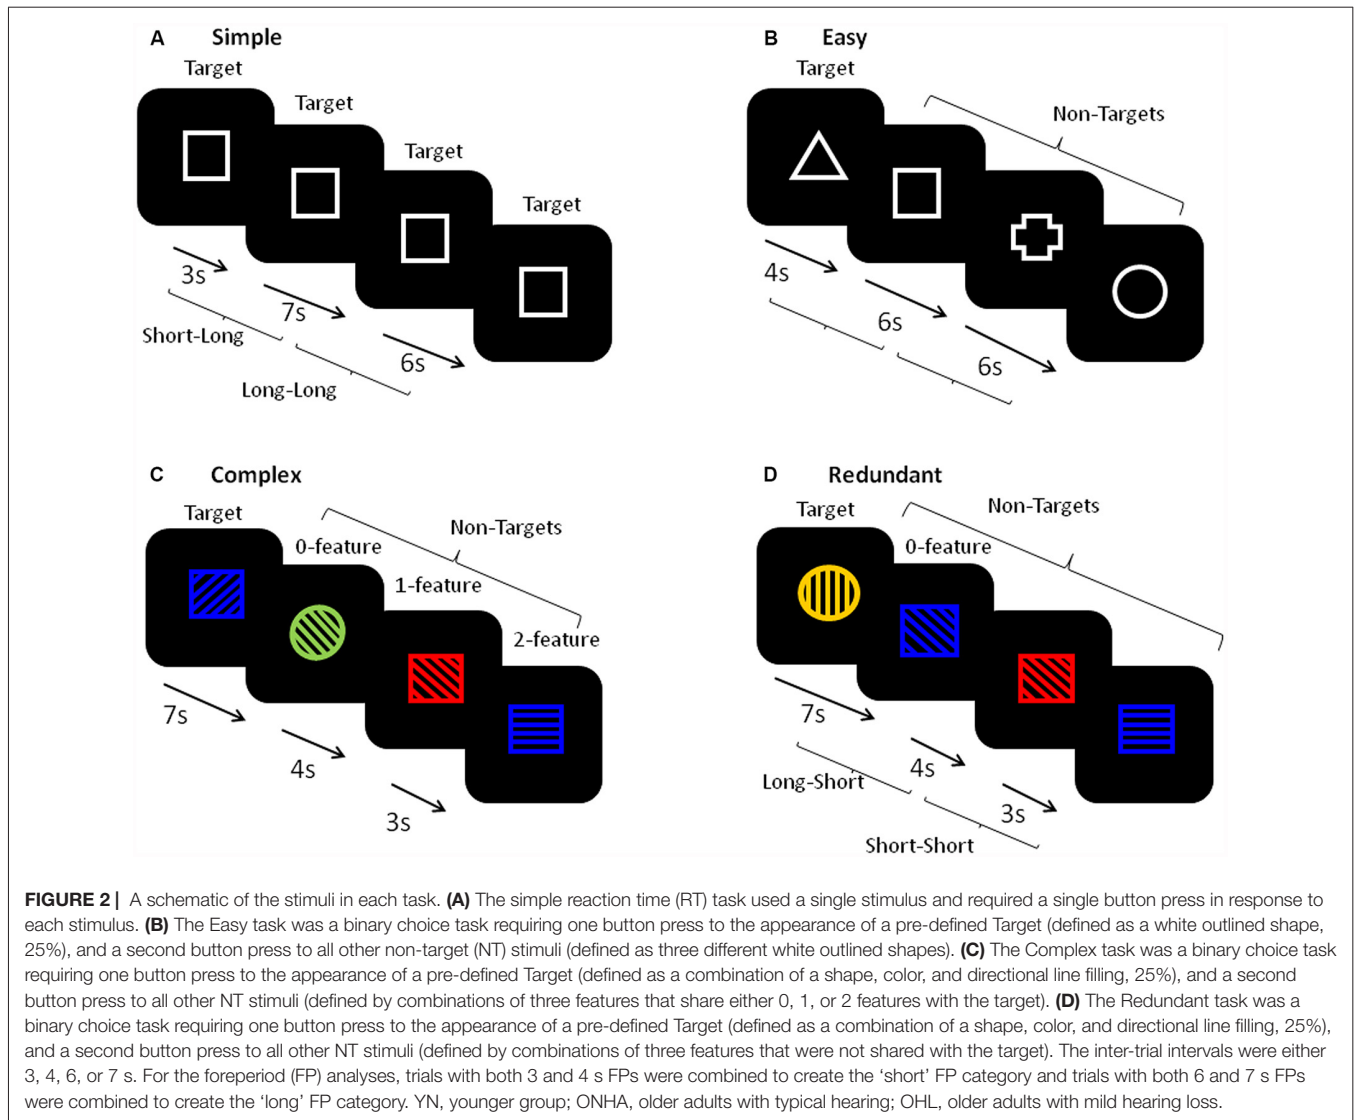 A Simple
Target
Target
Target
Target
3s
7s
6s
Short-Long
Long-Long
B Easy
Target
Non-Targets
4s
6s
6s
C Complex
Target
Non-Targets
0-feature
1-feature
2-feature
7s
4s
3s
D Redundant
Target
Non-Targets
0-feature
7s
4s
3s
Long-Short
Short-Short
FIGURE 2 | A schematic of the stimuli in each task. (A) The simple reaction time (RT) task used a single stimulus and required a single button press in response to
each stimulus. (B) The Easy task was a binary choice task requiring one button press to the appearance of a pre-defined Target (defined as a white outlined shape,
25%), and a second button press to all other non-target (NT) stimuli (defined as three different white outlined shapes). (C) The Complex task was a binary choice task
requiring one button press to the appearance of a pre-defined Target (defined as a combination of a shape, color, and directional line filling, 25%), and a second
button press to all other NT stimuli (defined by combinations of three features that share either 0, 1, or 2 features with the target). (D) The Redundant task was a
binary choice task requiring one button press to the appearance of a pre-defined Target (defined as a combination of a shape, color, and directional line filling, 25%),
and a second button press to all other NT stimuli (defined by combinations of three features that were not shared with the target). The inter-trial intervals were either
3, 4, 6, or 7 s. For the foreperiod (FP) analyses, trials with both 3 and 4 s FPs were combined to create the ‘short’ FP category and trials with both 6 and 7 s FPs
were combined to create the ‘long’ FP category. YN, younger group; ONHA, older adults with typical hearing; OHL, older adults with mild hearing loss.